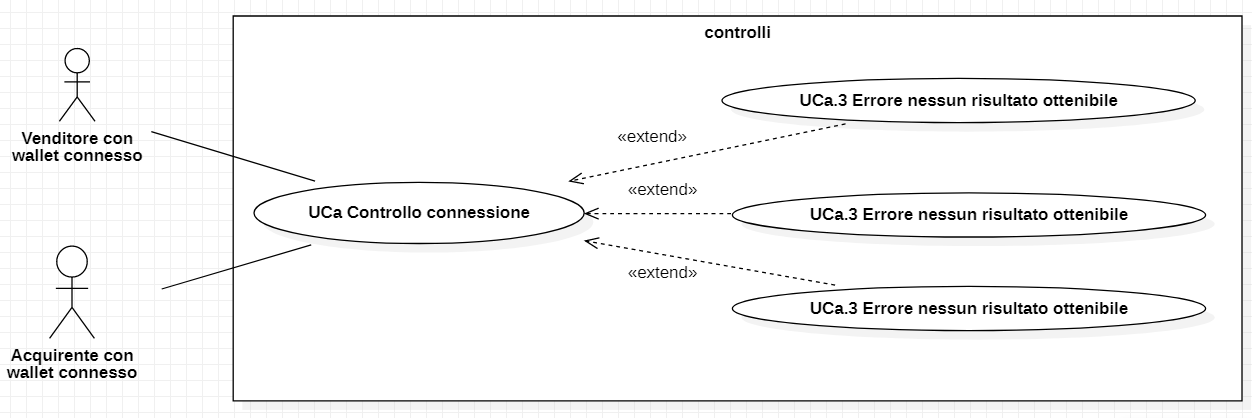 controlli
Venditore con
wallet connesso
UCa.3 Errore nessun risultato ottenibile
«extend»
«extend»
UCa Controllo connessione
UCa.3 Errore nessun risultato ottenibile
«extend»
UCa.3 Errore nessun risultato ottenibile
Acquirente con
wallet connesso